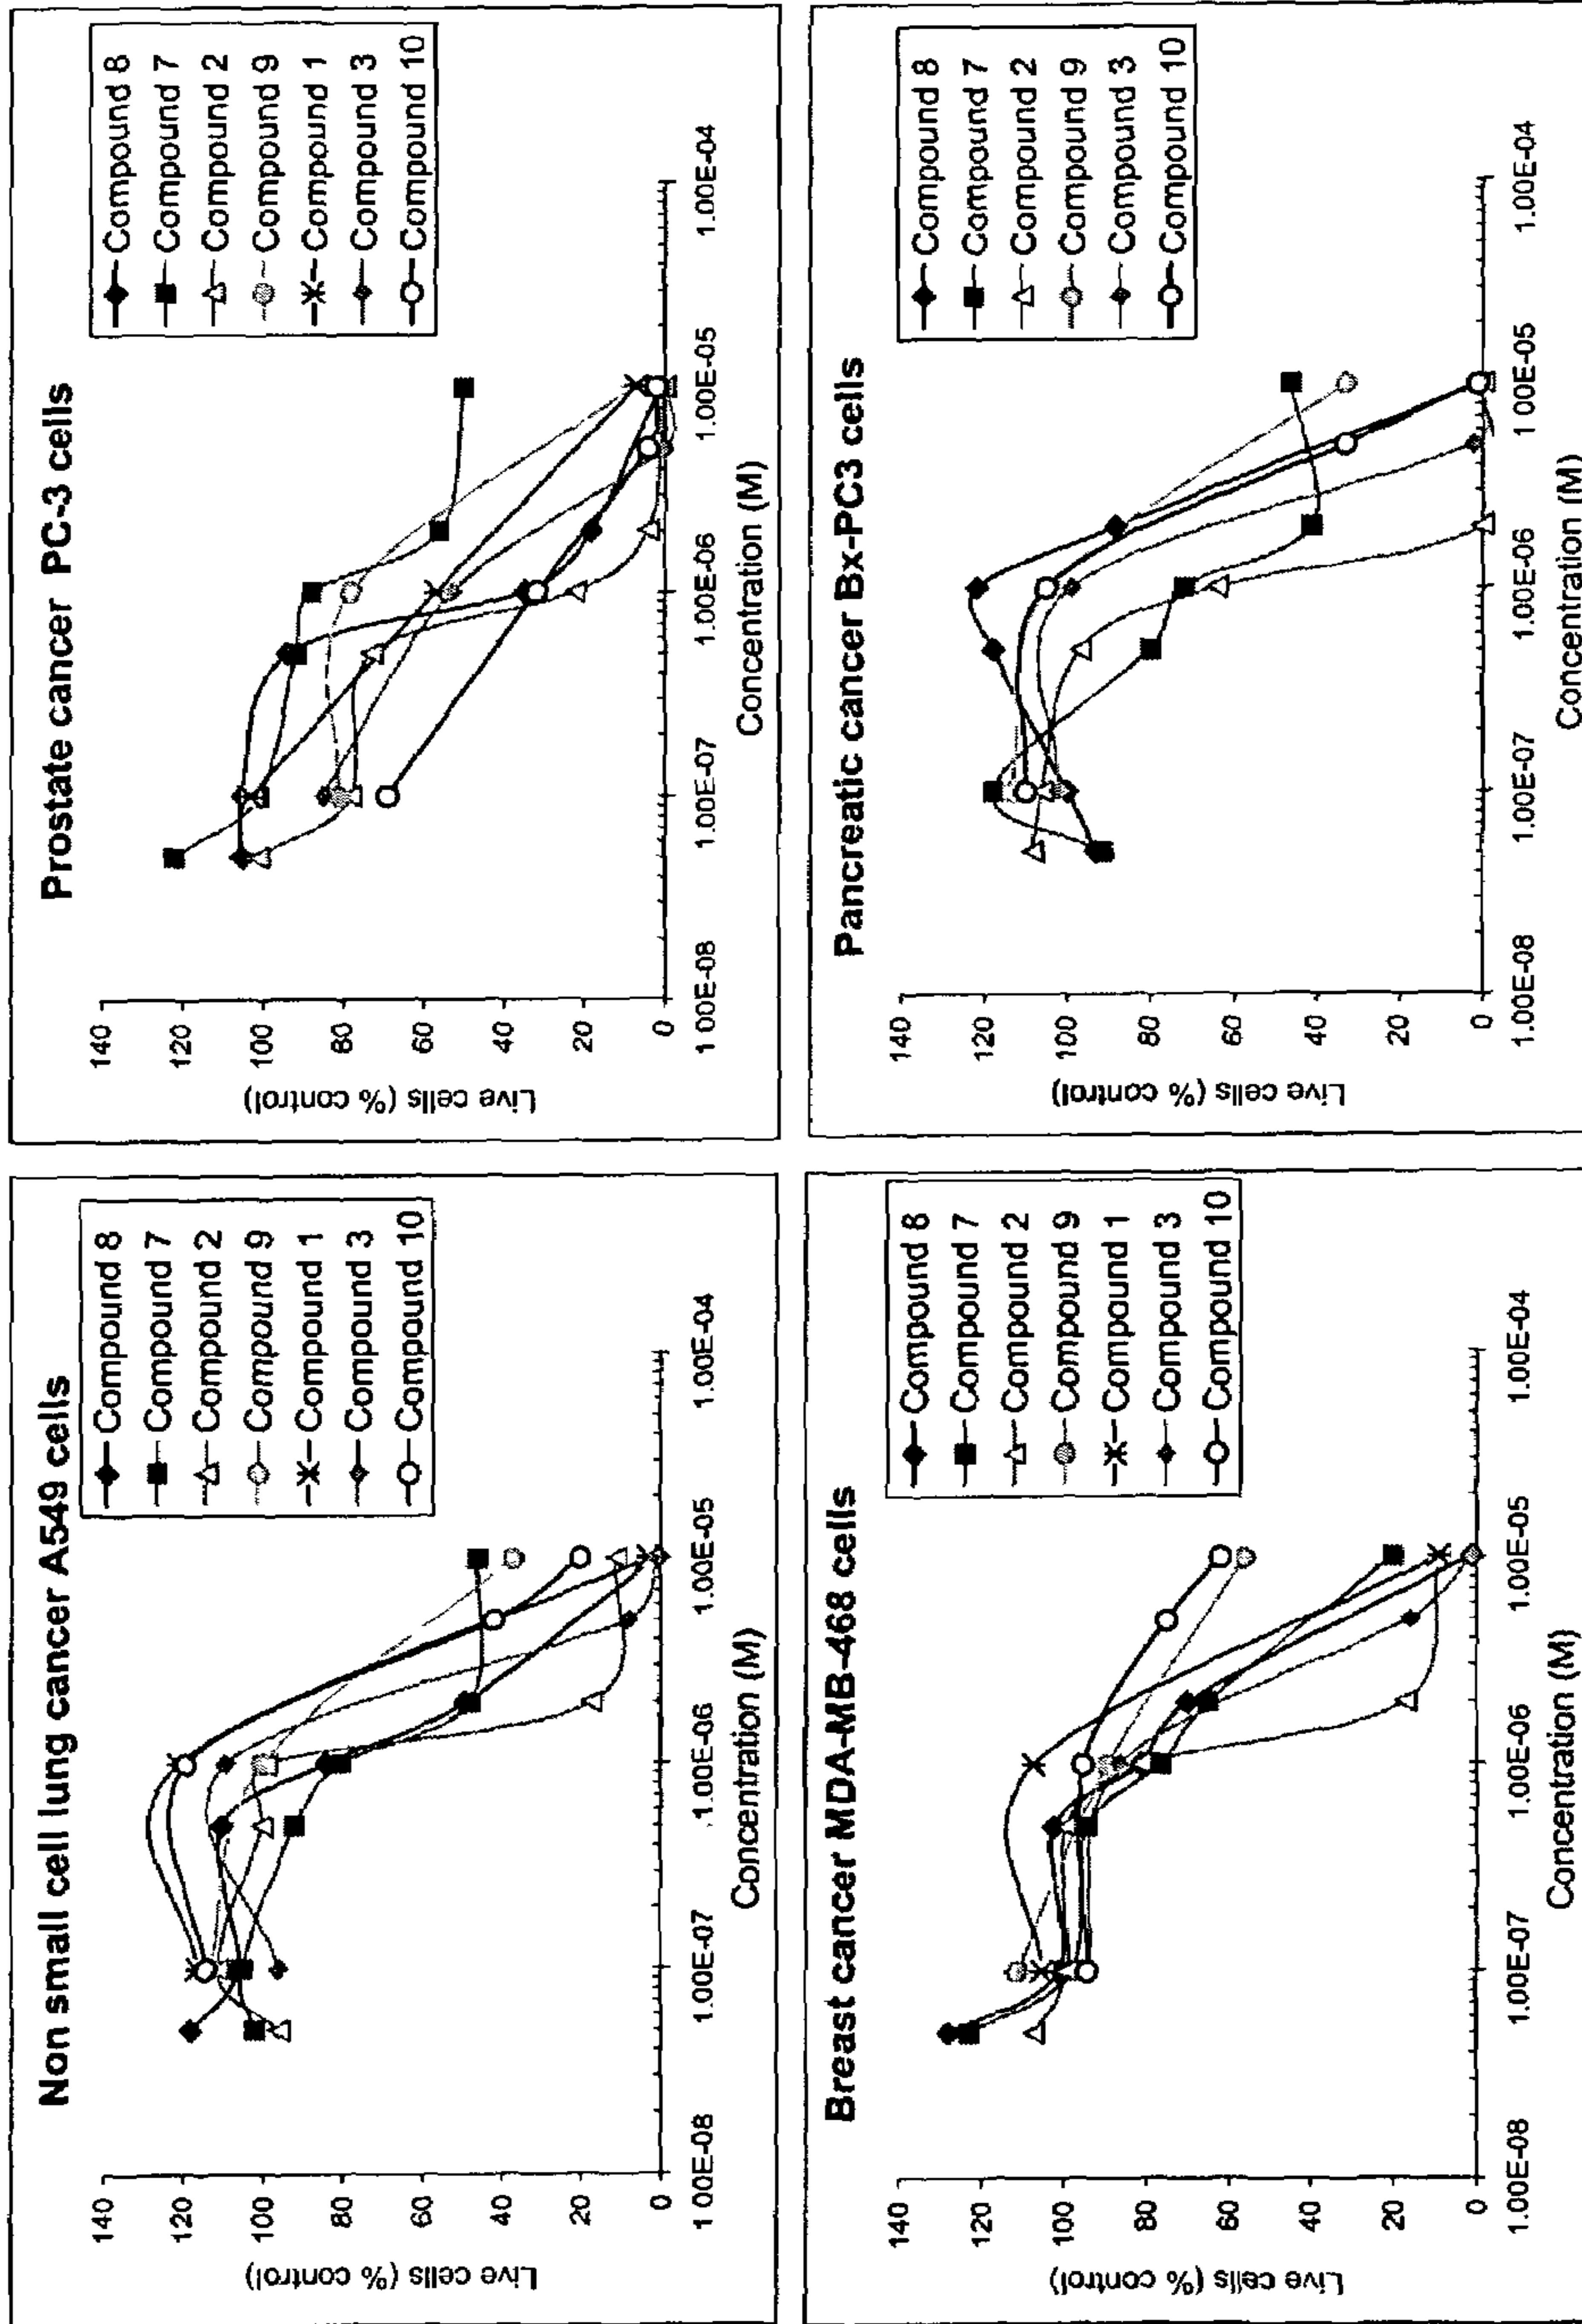 Non small cell lung cancer A549 cells
Compound 8
Compound 7
Compound 2
Compound 9
Compound 1
Compound 3
Compound 10
Live cells (% control)
140
120
100
80
60
40
20
0
1 00E-08
1.00E-07
1.00E-06
1.00E-05
1.00E-04
Concentration (M)
Prostate cancer PC-3 cells
Compound 8
Compound 7
Compound 2
Compound 9
Compound 1
Compound 3
Compound 10
Live cells (% control)
140
120
100
80
60
40
20
0
1 00E-08
1.00E-07
1.00E-06
1.00E-05
1.00E-04
Concentration (M)
Breast cancer MDA-MB-468 cells
Compound 8
Compound 7
Compound 2
Compound 9
Compound 1
Compound 3
Compound 10
Live cells (% control)
140
120
100
80
60
40
20
0
1.00E-08
1.00E-07
1.00E-06
1.00E-05
1.00E-04
Concentration (M)
Pancreatic cancer Bx-PC3 cells
Compound 8
Compound 7
Compound 2
Compound 9
Compound 3
Compound 10
Live cells (% control)
140
120
100
80
60
40
20
0
1.00E-08
1.00E-07
1.00E-06
1.00E-05
1.00E-04
Concentration (M)